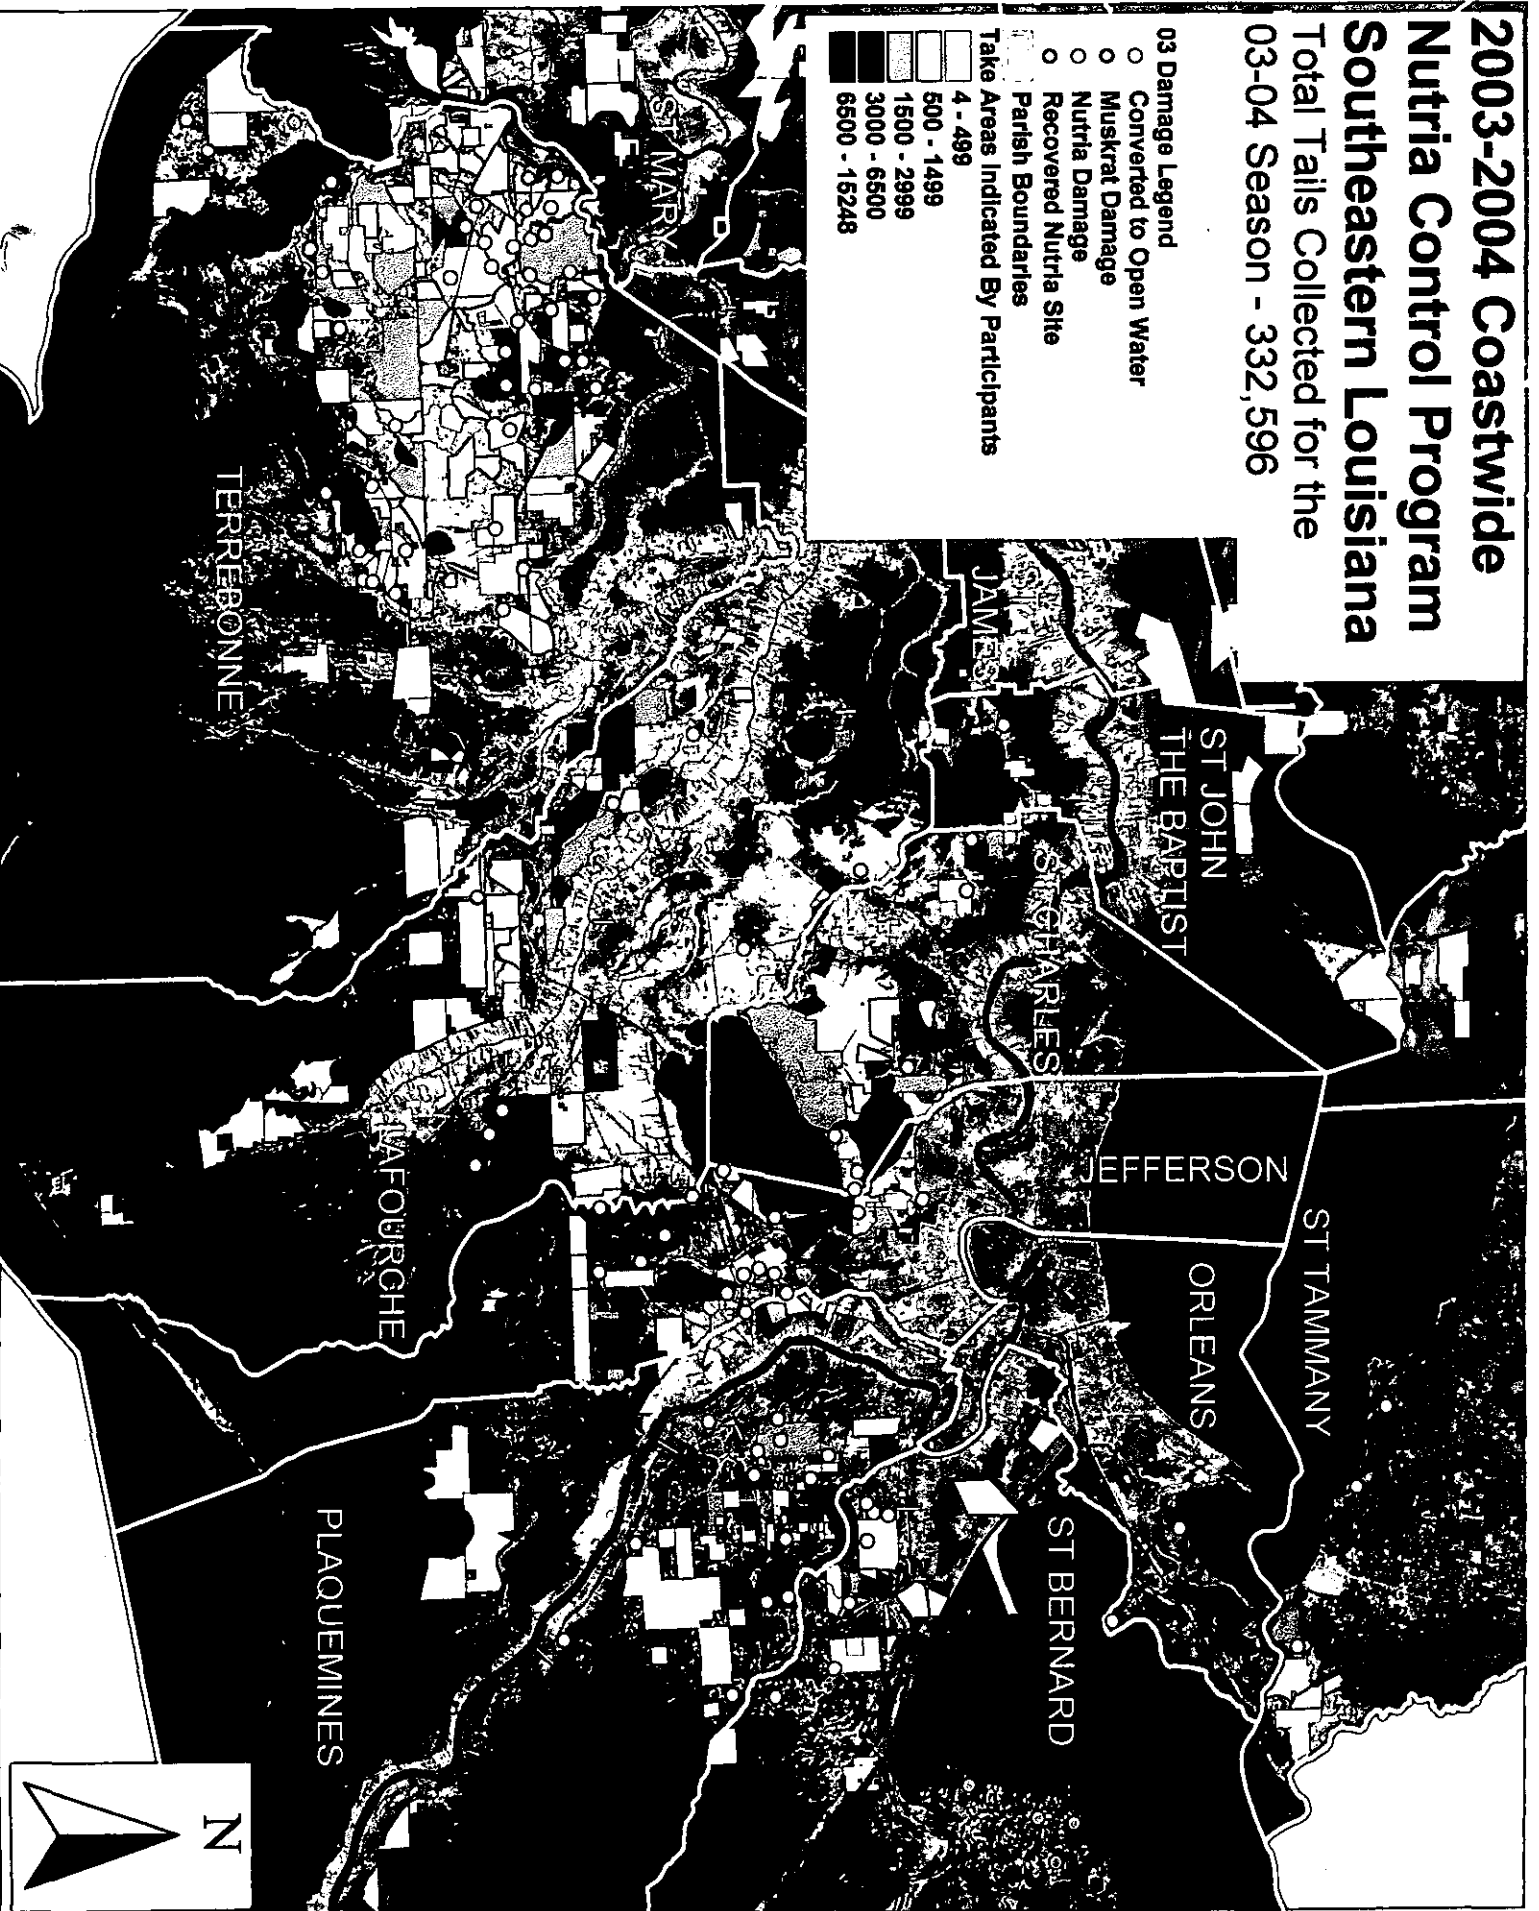 2003-2004 Coastwide
Nutria Control Program
Southeastern Louisiana
Total Tails Collected for the
03-04 Season - 332,596
03 Damage Legend
Converted to Open Water
Muskrat Damage
Nutria Damage
Recovered Nutria Site
Parish Boundaries
Take Areas Indicated By Participants
4 - 499
500 - 1499
1500 - 2999
3000 - 6500
6500 - 15248
ST MARY
JAMES
ST JOHN
THE BAPTIST
ST CHARLES
JEFFERSON
ORLEANS
ST TAMMANY
ST BERNARD
TERREBONNE
LAFOURCHE
PLAQUEMINES
N